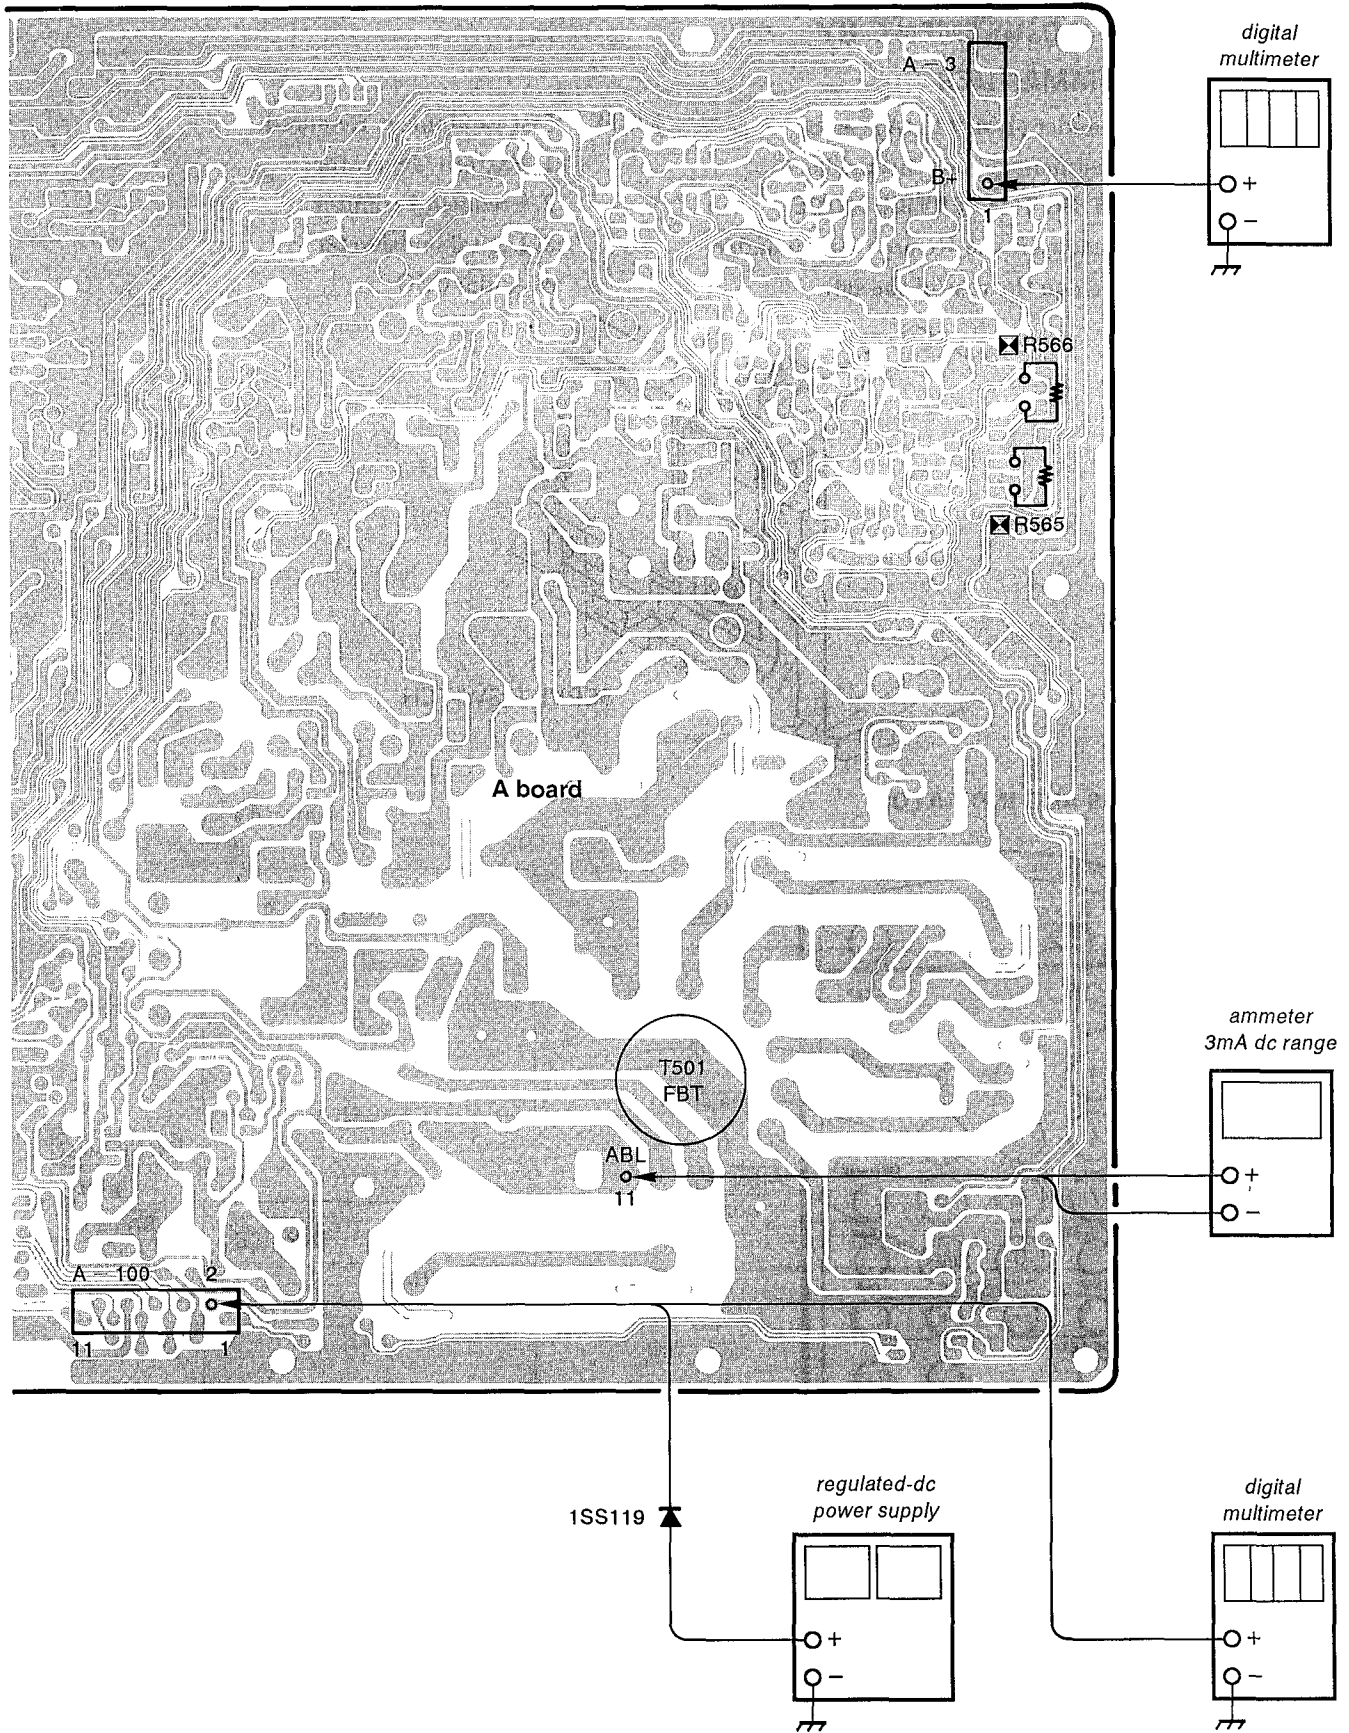 digital
multimeter
A - 3
B+
1
+
-
R566
R565
A board
ammeter
3mA dc range
T501
FBT
ABL
11
+
-
A - 100 2
11 1
regulated-dc
power supply
1SS119
+
-
digital
multimeter
+
-